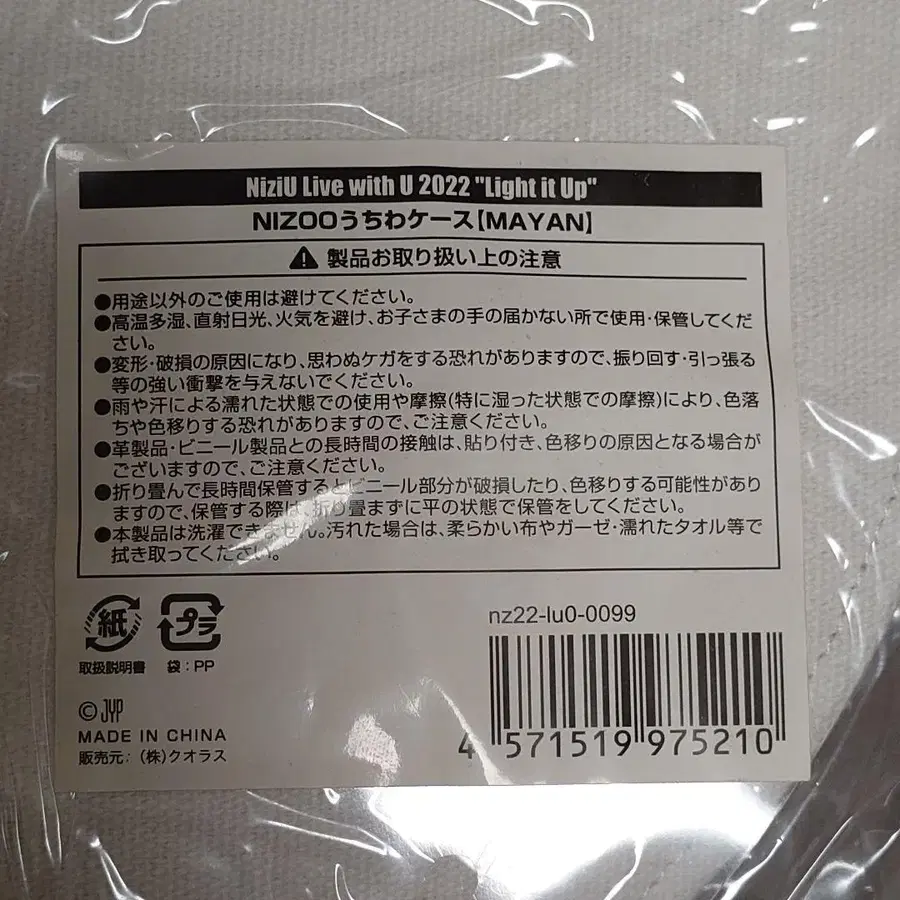 NiziU Live with U 2022 "Light it Up"
NIZOOうちわケース【MAYAN】
製品お取り扱い上の注意
●用途以外のご使用は避けてください。
●高温多湿、直射日光、火気を避け、お子さまの手の届かない所で使用・保管してくだ
さい。
●変形・破損の原因になり、思わぬケガをする恐れがありますので、振り回す・引っ張る
等の強い衝撃を与えないでください。
●雨や汗による濡れた状態での使用や摩擦(特に湿った状態での摩擦)により、色落
ちや色移りする恐れがありますので、ご注意ください。
●革製品・ビニール製品との長時間の接触は、貼り付き、色移りの原因となる場合が
ございますので、ご注意ください。
●折り畳んで長時間保管するとビニール部分が破損したり、色移りする可能性があり
ますので、保管する際は、折り畳まずに平の状態で保管をしてください。
●本製品は洗濯できません。汚れた場合は、柔らかい布やガーゼ・濡れたタオル等で
拭き取ってください。
紙 プラ
取扱説明書 袋:PP
nz22-lu0-0099
©JYP
MADE IN CHINA
販売元:(株)クオラス
4 571519 975210